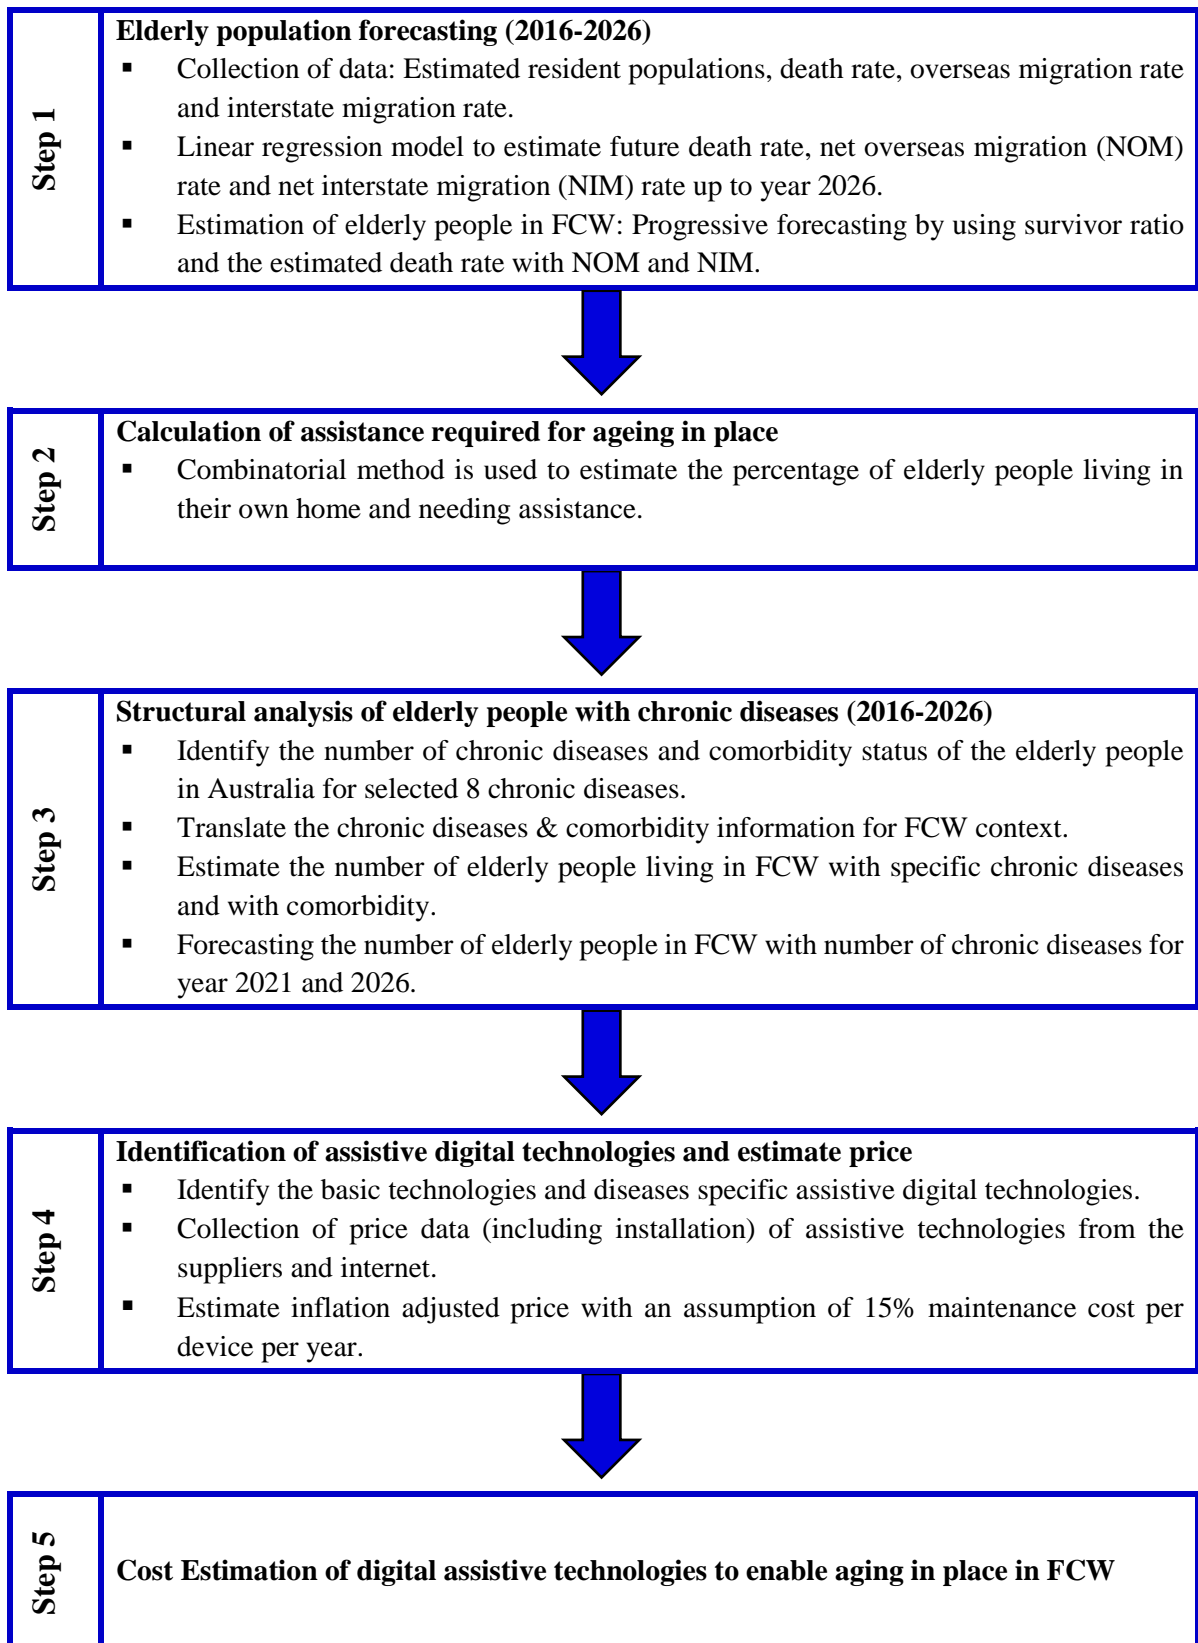 Step 1
Elderly population forecasting (2016-2026)
▪ Collection of data: Estimated resident populations, death rate, overseas migration rate
and interstate migration rate.
▪ Linear regression model to estimate future death rate, net overseas migration (NOM)
rate and net interstate migration (NIM) rate up to year 2026.
▪ Estimation of elderly people in FCW: Progressive forecasting by using survivor ratio
and the estimated death rate with NOM and NIM.
Step 2
Calculation of assistance required for ageing in place
▪ Combinatorial method is used to estimate the percentage of elderly people living in
their own home and needing assistance.
Step 3
Structural analysis of elderly people with chronic diseases (2016-2026)
▪ Identify the number of chronic diseases and comorbidity status of the elderly people
in Australia for selected 8 chronic diseases.
▪ Translate the chronic diseases & comorbidity information for FCW context.
▪ Estimate the number of elderly people living in FCW with specific chronic diseases
and with comorbidity.
▪ Forecasting the number of elderly people in FCW with number of chronic diseases for
year 2021 and 2026.
Step 4
Identification of assistive digital technologies and estimate price
▪ Identify the basic technologies and diseases specific assistive digital technologies.
▪ Collection of price data (including installation) of assistive technologies from the
suppliers and internet.
▪ Estimate inflation adjusted price with an assumption of 15% maintenance cost per
device per year.
Step 5
Cost Estimation of digital assistive technologies to enable aging in place in FCW